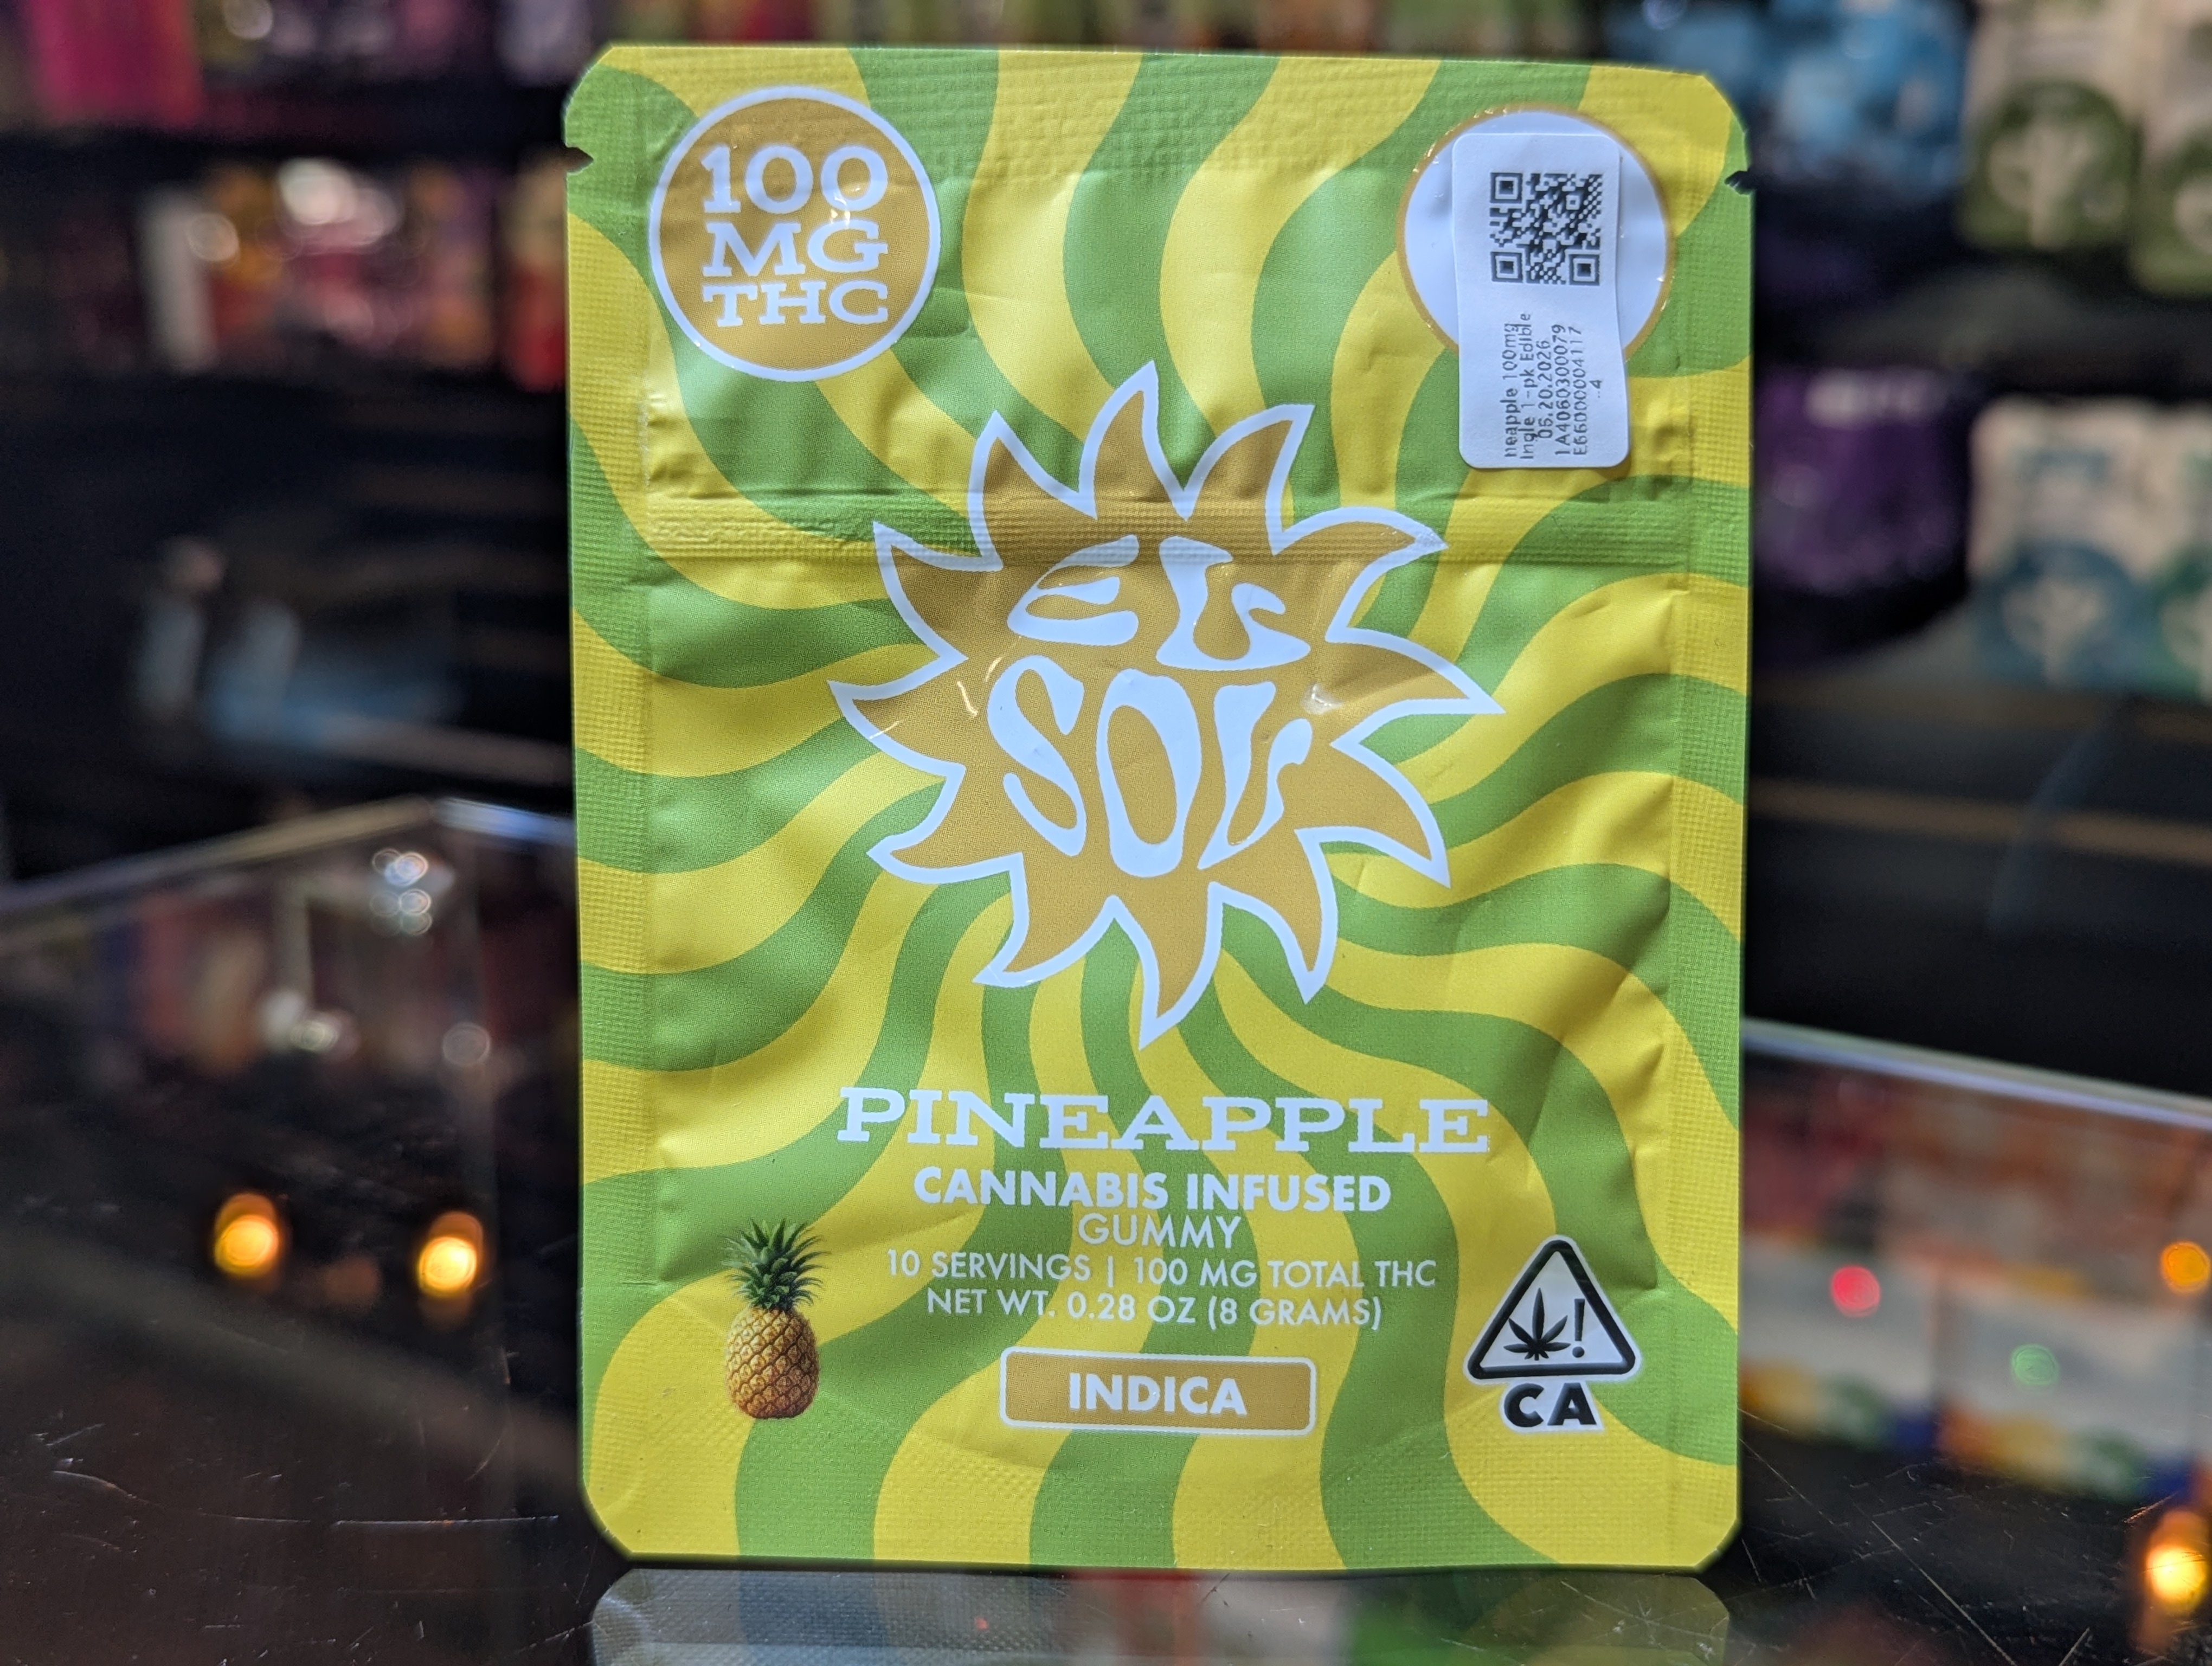 100
MG
THC
neapple 100mg
ingle 1-pk Edible
05.20.2026
1A4060300079
EL
SOL
PINEAPPLE
CANNABIS INFUSED
GUMMY
10 SERVINGS | 100 MG TOTAL THC
NET WT. 0.28 OZ (8 GRAMS)
INDICA
!
CA